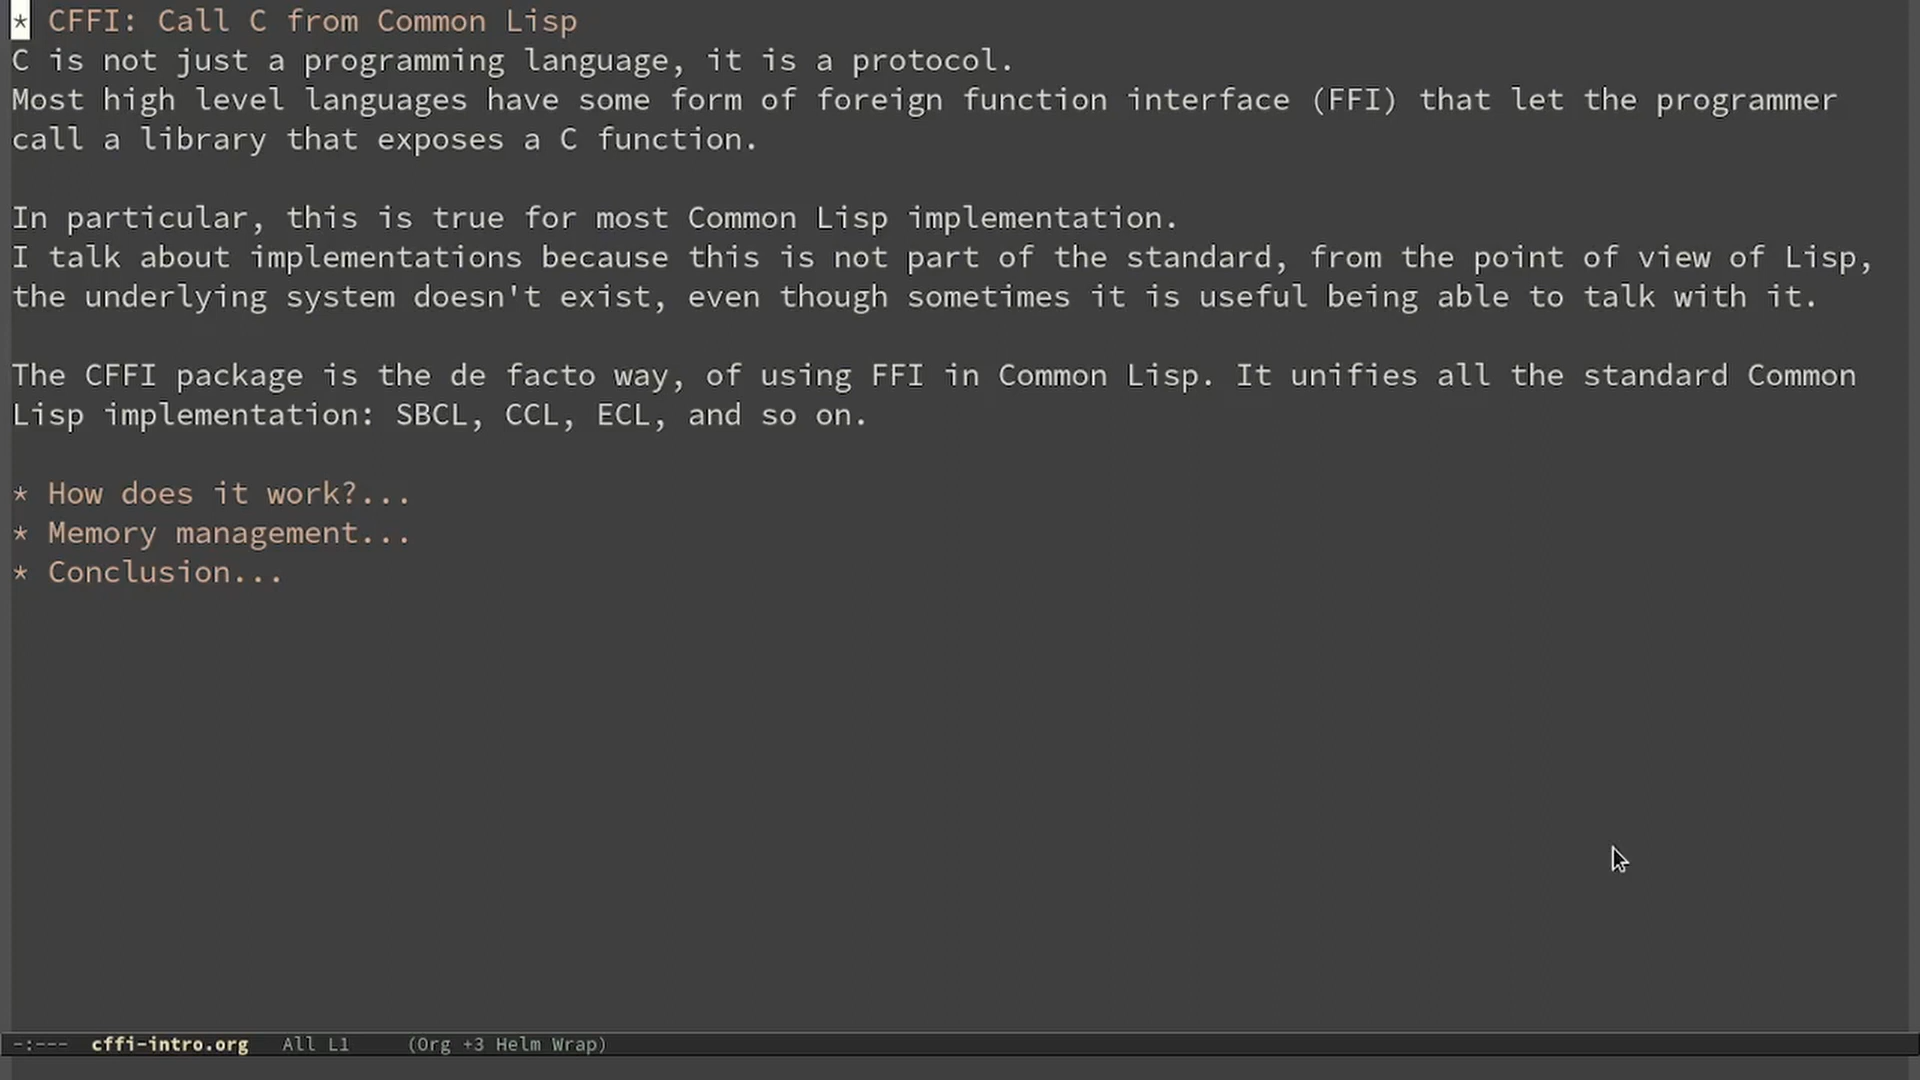 * CFFI: Call C from Common Lisp
C is not just a programming language, it is a protocol.
Most high level languages have some form of foreign function interface (FFI) that let the programmer
call a library that exposes a C function.
In particular, this is true for most Common Lisp implementation.
I talk about implementations because this is not part of the standard, from the point of view of Lisp,
the underlying system doesn't exist, even though sometimes it is useful being able to talk with it.
The CFFI package is the de facto way, of using FFI in Common Lisp. It unifies all the standard Common
Lisp implementation: SBCL, CCL, ECL, and so on.
* How does it work?...
* Memory management...
* Conclusion...
-:--- cffi-intro.org All L1 (Org +3 Helm Wrap)